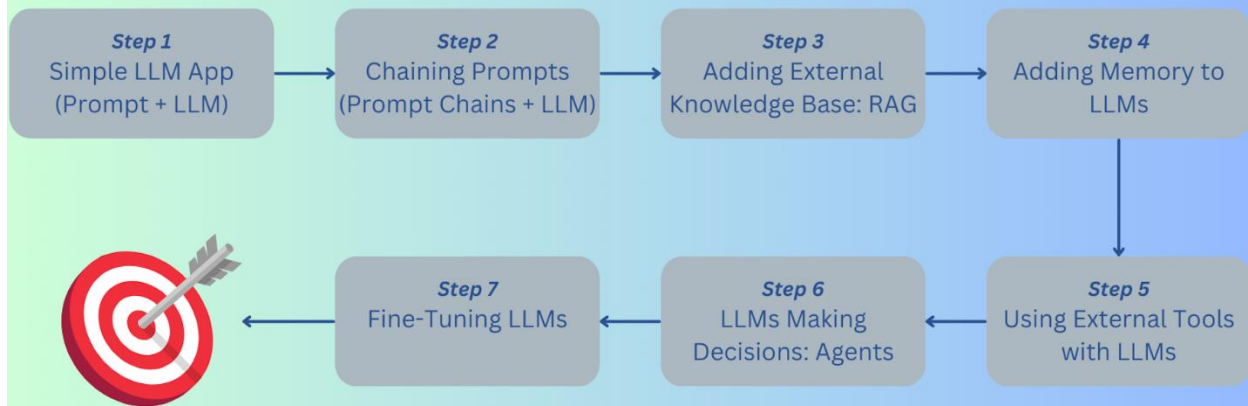 Step 1
Simple LLM App
(Prompt + LLM)
Step 2
Chaining Prompts
(Prompt Chains + LLM)
Step 3
Adding External
Knowledge Base: RAG
Step 4
Adding Memory to
LLMs
Step 5
Using External Tools
with LLMs
Step 6
LLMs Making
Decisions: Agents
Step 7
Fine-Tuning LLMs